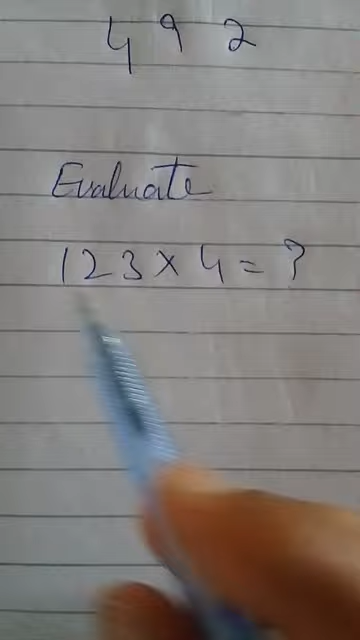 4 9 2
Evaluate
123 × 4 = ?